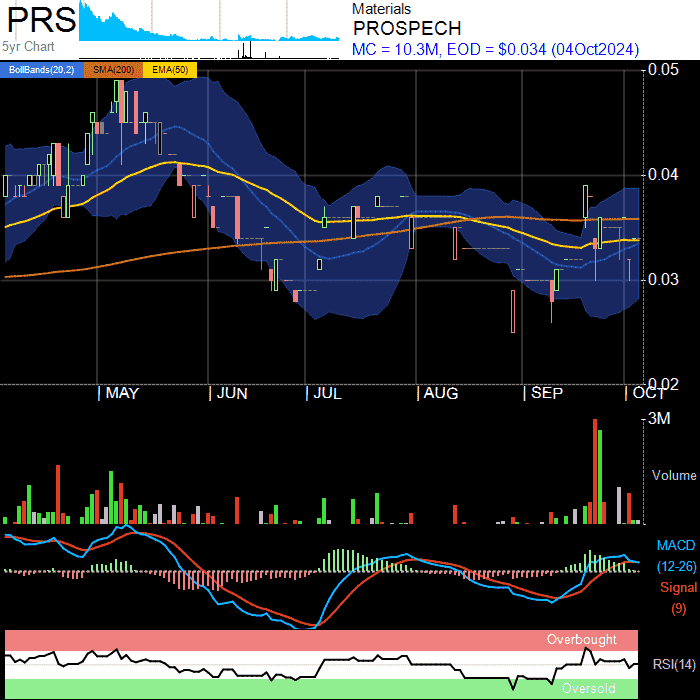 PRS
5yr Chart
Materials
PROSPECH
MC = 10.3M, EOD = $0.034 (04Oct2024)
BollBands(20,2) SMA(200) EMA(50)
0.05
0.04
0.03
0.02
MAY JUN JUL AUG SEP OCT
3M
Volume
MACD
(12-26)
Signal
(9)
Overbought
RSI(14)
Oversold